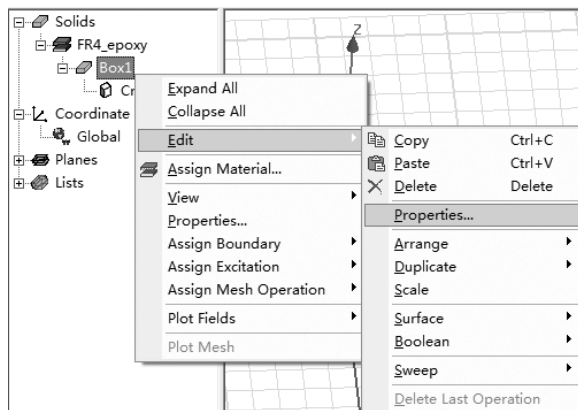 Solids
FR4_epoxy
Box1
Cr
Coordinate
Global
Planes
Lists
Z
Expand All
Collapse All
Edit
Assign Material...
View
Properties...
Assign Boundary
Assign Excitation
Assign Mesh Operation
Plot Fields
Plot Mesh
Copy Ctrl+C
Paste Ctrl+V
Delete Delete
Properties...
Arrange
Duplicate
Scale
Surface
Boolean
Sweep
Delete Last Operation